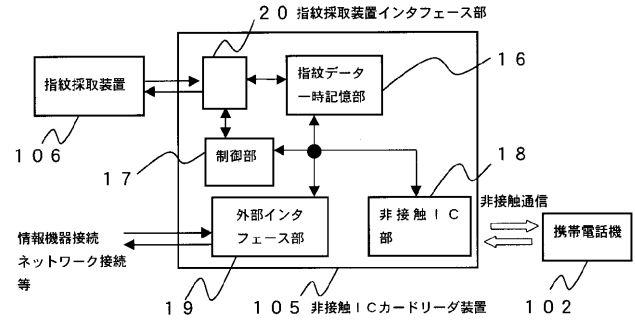 ２０ 指紋採取装置インタフェース部
指紋採取装置
指紋データ
一時記憶部
１６
１０６
制御部
１７
１８
非接触通信
外部インタ
フェース部
非接触ＩＣ
部
携帯電話機
情報機器接続
ネットワーク接続
等
１９
１０５ 非接触ＩＣカードリーダ装置
１０２